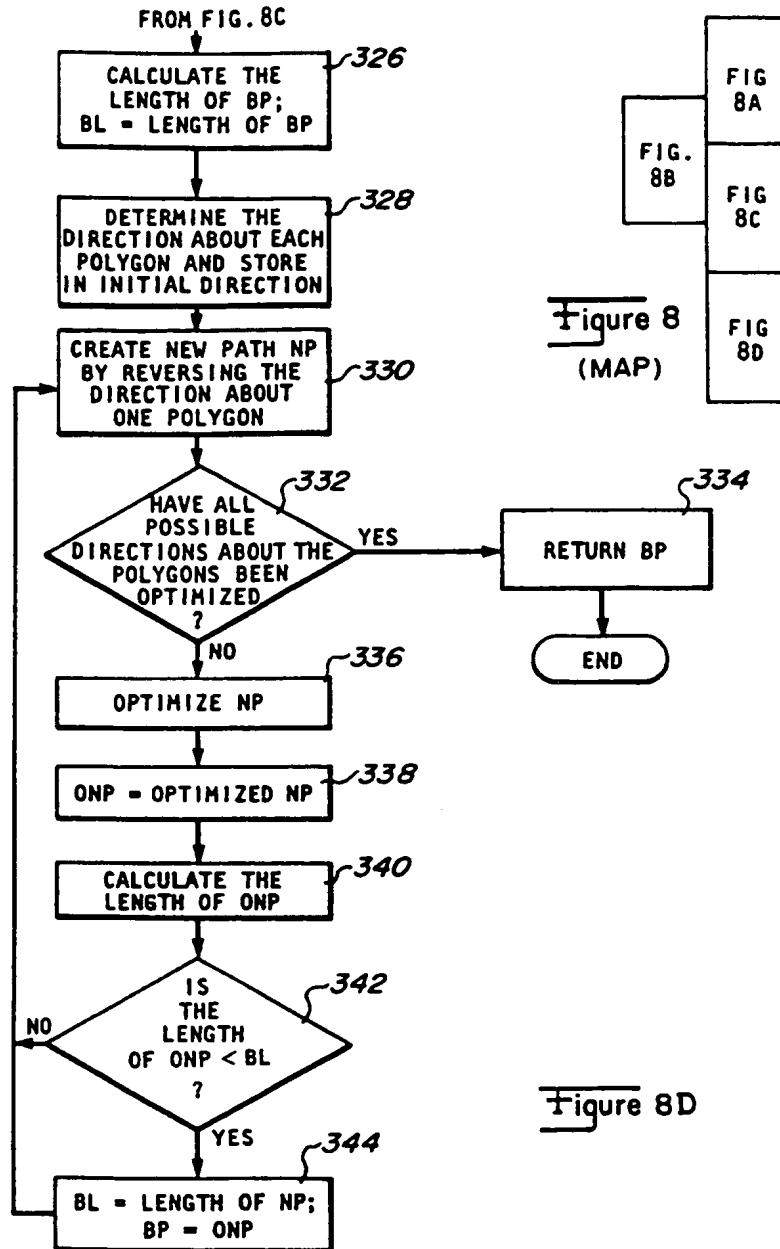 FROM FIG. 8C
326
CALCULATE THE
LENGTH OF BP;
BL = LENGTH OF BP
328
DETERMINE THE
DIRECTION ABOUT EACH
POLYGON AND STORE
IN INITIAL DIRECTION
330
CREATE NEW PATH NP
BY REVERSING THE
DIRECTION ABOUT
ONE POLYGON
332
HAVE ALL
POSSIBLE
DIRECTIONS ABOUT THE
POLYGONS BEEN
OPTIMIZED
?
YES
334
RETURN BP
END
NO
336
OPTIMIZE NP
338
ONP = OPTIMIZED NP
340
CALCULATE THE
LENGTH OF ONP
342
IS
THE
LENGTH
OF ONP < BL
?
NO
YES
344
BL = LENGTH OF NP;
BP = ONP
FIG
8A
FIG.
8B
FIG
8C
FIG
8D
Figure 8
(MAP)
Figure 8D